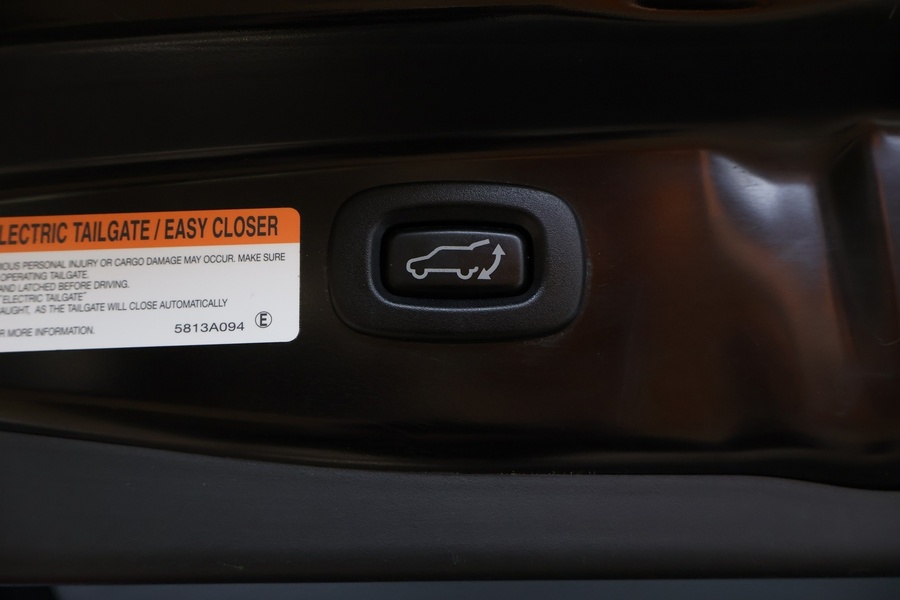 LECTRIC TAILGATE / EASY CLOSER
IOUS PERSONAL INJURY OR CARGO DAMAGE MAY OCCUR. MAKE SURE
OPERATING TAILGATE.
AND LATCHED BEFORE DRIVING.
"ELECTRIC TAILGATE"
AUGHT, AS THE TAILGATE WILL CLOSE AUTOMATICALLY
R MORE INFORMATION.
5813A094 E